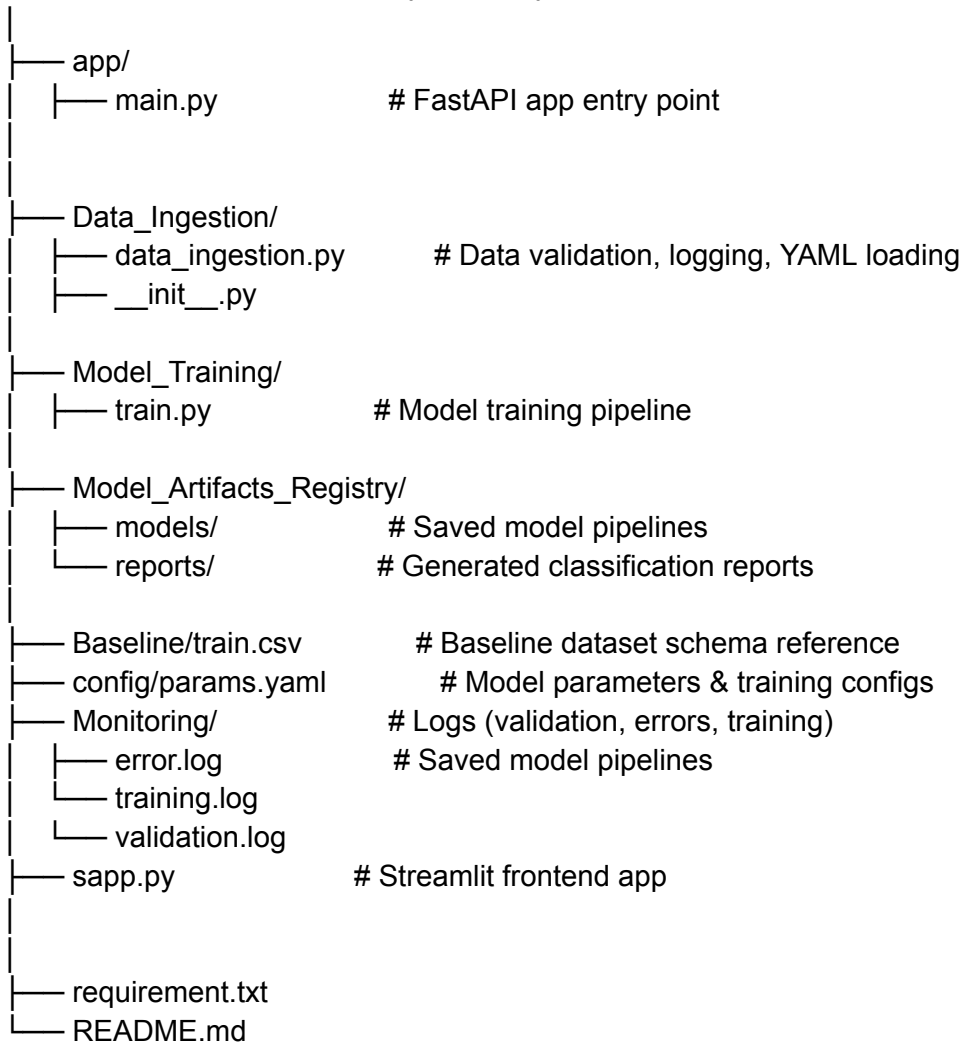 │
├── app/
│   ├── main.py                # FastAPI app entry point
│
│
├── Data_Ingestion/
│   ├── data_ingestion.py        # Data validation, logging, YAML loading
│   ├── __init__.py
│
├── Model_Training/
│   ├── train.py                # Model training pipeline
│
├── Model_Artifacts_Registry/
│   ├── models/                # Saved model pipelines
│   └── reports/               # Generated classification reports
│
├── Baseline/train.csv            # Baseline dataset schema reference
├── config/params.yaml            # Model parameters & training configs
├── Monitoring/                # Logs (validation, errors, training)
│   ├── error.log                # Saved model pipelines
│   └── training.log
│   └── validation.log
├── sapp.py                # Streamlit frontend app
│
│
├── requirement.txt
└── README.md